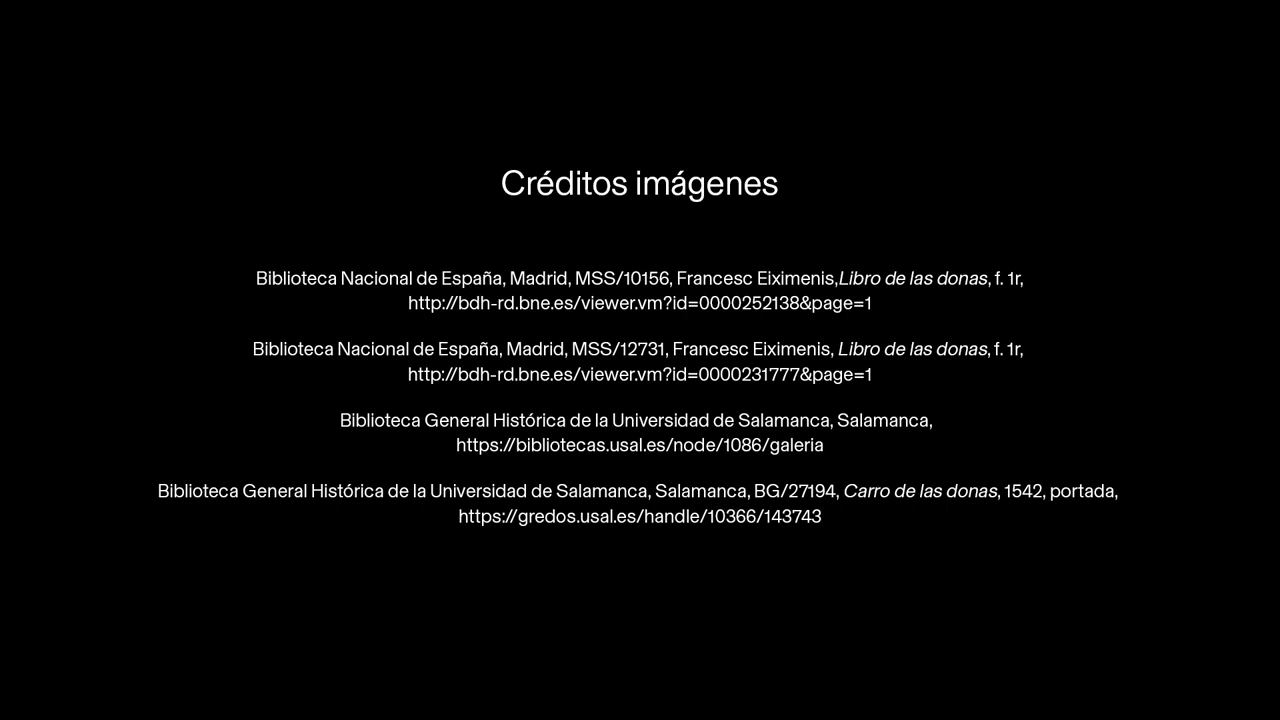 Créditos imágenes
Biblioteca Nacional de España, Madrid, MSS/10156, Francesc Eiximenis,Libro de las donas, f. 1r,
http://bdh-rd.bne.es/viewer.vm?id=0000252138&page=1
Biblioteca Nacional de España, Madrid, MSS/12731, Francesc Eiximenis, Libro de las donas, f. 1r,
http://bdh-rd.bne.es/viewer.vm?id=0000231777&page=1
Biblioteca General Histórica de la Universidad de Salamanca, Salamanca,
https://bibliotecas.usal.es/node/1086/galeria
Biblioteca General Histórica de la Universidad de Salamanca, Salamanca, BG/27194, Carro de las donas, 1542, portada,
https://gredos.usal.es/handle/10366/143743